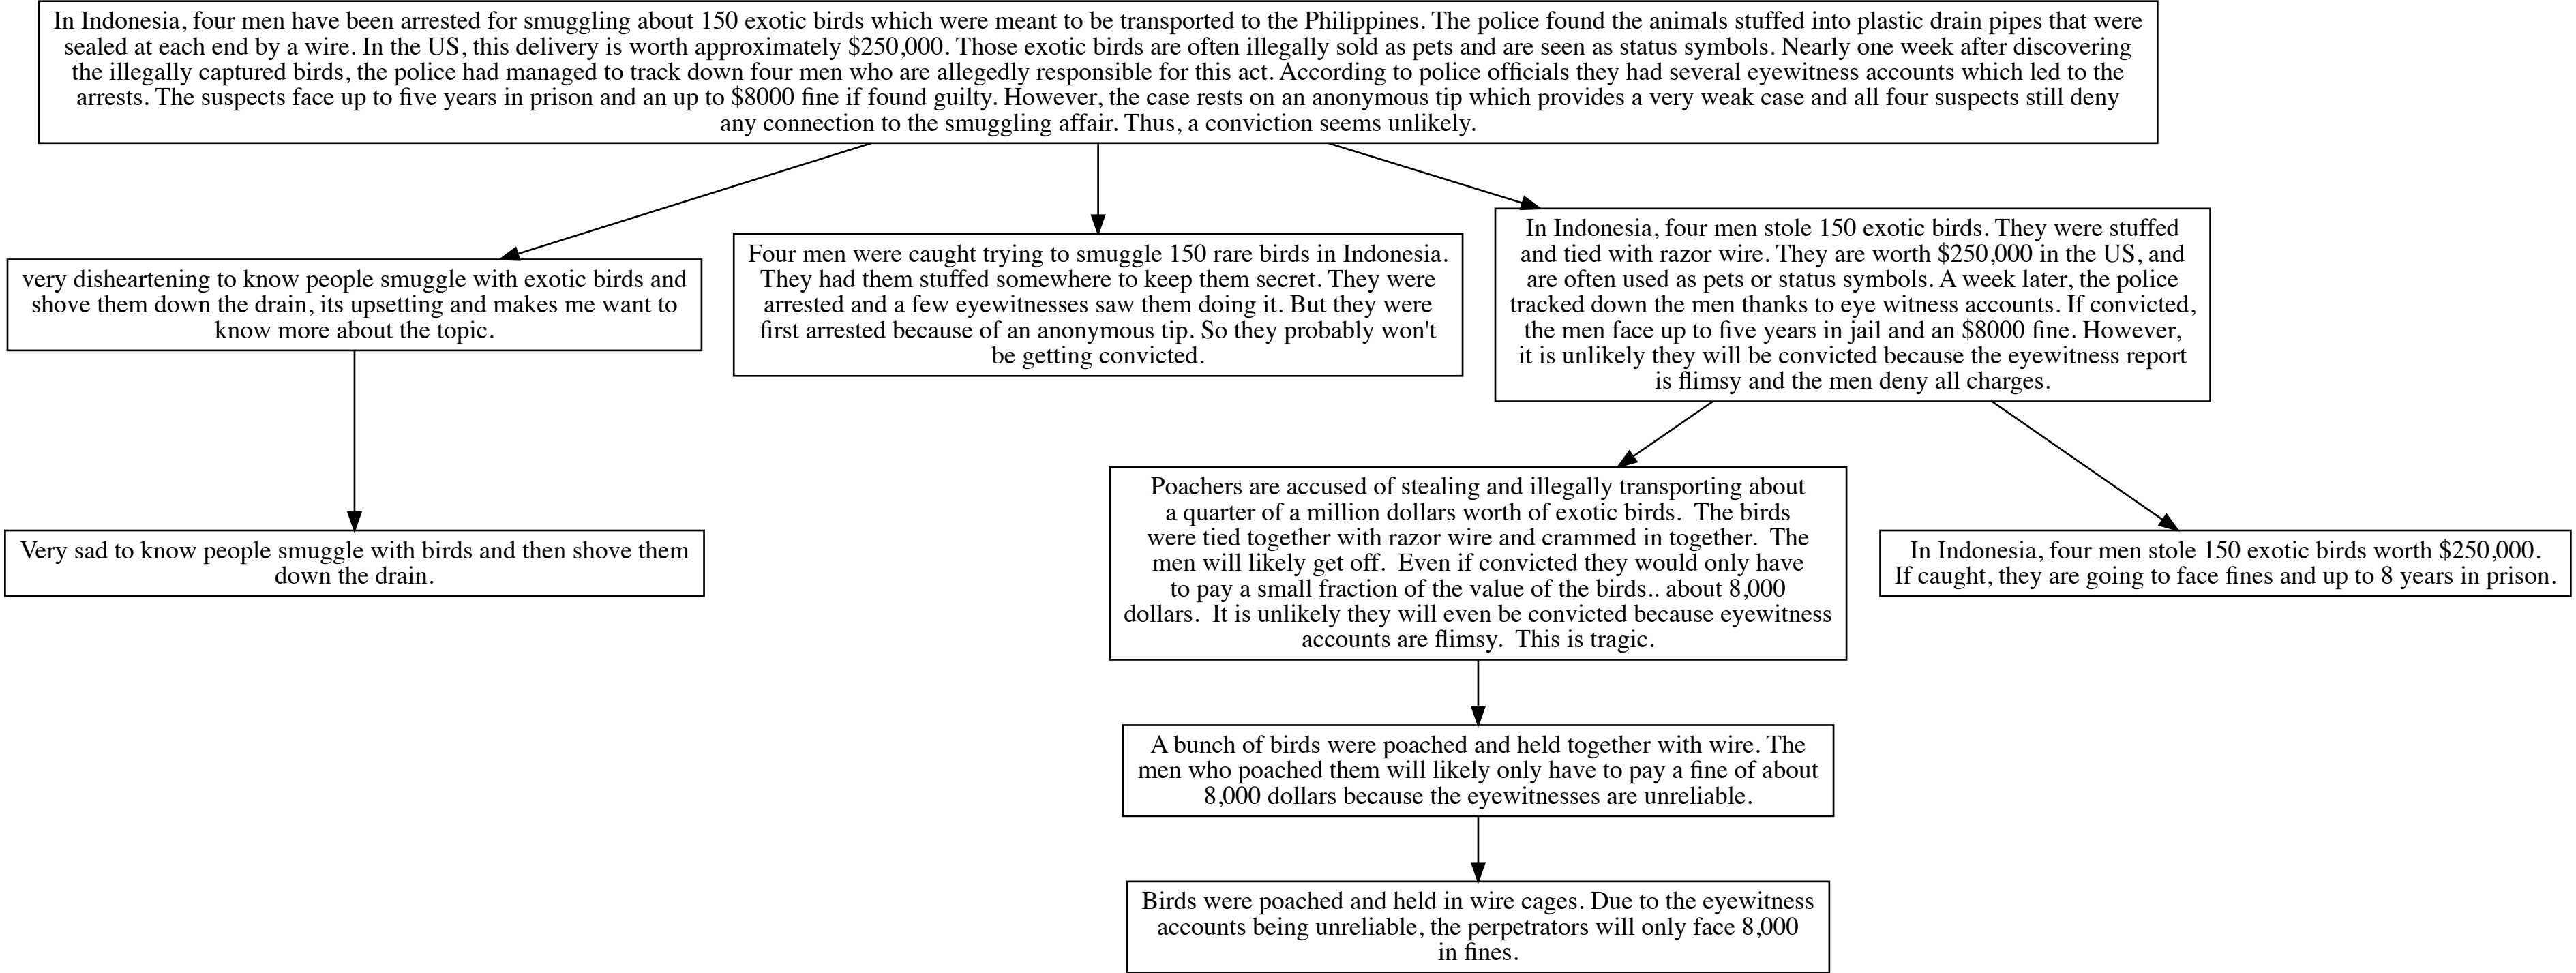 In Indonesia, four men have been arrested for smuggling about 150 exotic birds which were meant to be transported to the Philippines. The police found the animals stuffed into plastic drain pipes that were
sealed at each end by a wire. In the US, this delivery is worth approximately $250,000. Those exotic birds are often illegally sold as pets and are seen as status symbols. Nearly one week after discovering
the illegally captured birds, the police had managed to track down four men who are allegedly responsible for this act. According to police officials they had several eyewitness accounts which led to the
arrests. The suspects face up to five years in prison and an up to $8000 fine if found guilty. However, the case rests on an anonymous tip which provides a very weak case and all four suspects still deny
any connection to the smuggling affair. Thus, a conviction seems unlikely.
very disheartening to know people smuggle with exotic birds and
shove them down the drain, its upsetting and makes me want to
know more about the topic.
Four men were caught trying to smuggle 150 rare birds in Indonesia.
They had them stuffed somewhere to keep them secret. They were
arrested and a few eyewitnesses saw them doing it. But they were
first arrested because of an anonymous tip. So they probably won't
be getting convicted.
In Indonesia, four men stole 150 exotic birds. They were stuffed
and tied with razor wire. They are worth $250,000 in the US, and
are often used as pets or status symbols. A week later, the police
tracked down the men thanks to eye witness accounts. If convicted,
the men face up to five years in jail and an $8000 fine. However,
it is unlikely they will be convicted because the eyewitness report
is flimsy and the men deny all charges.
Very sad to know people smuggle with birds and then shove them
down the drain.
Poachers are accused of stealing and illegally transporting about
a quarter of a million dollars worth of exotic birds.  The birds
were tied together with razor wire and crammed in together.  The
men will likely get off.  Even if convicted they would only have
to pay a small fraction of the value of the birds.. about 8,000
dollars.  It is unlikely they will even be convicted because eyewitness
accounts are flimsy.  This is tragic.
In Indonesia, four men stole 150 exotic birds worth $250,000.
If caught, they are going to face fines and up to 8 years in prison.
A bunch of birds were poached and held together with wire. The
men who poached them will likely only have to pay a fine of about
8,000 dollars because the eyewitnesses are unreliable.
Birds were poached and held in wire cages. Due to the eyewitness
accounts being unreliable, the perpetrators will only face 8,000
in fines.